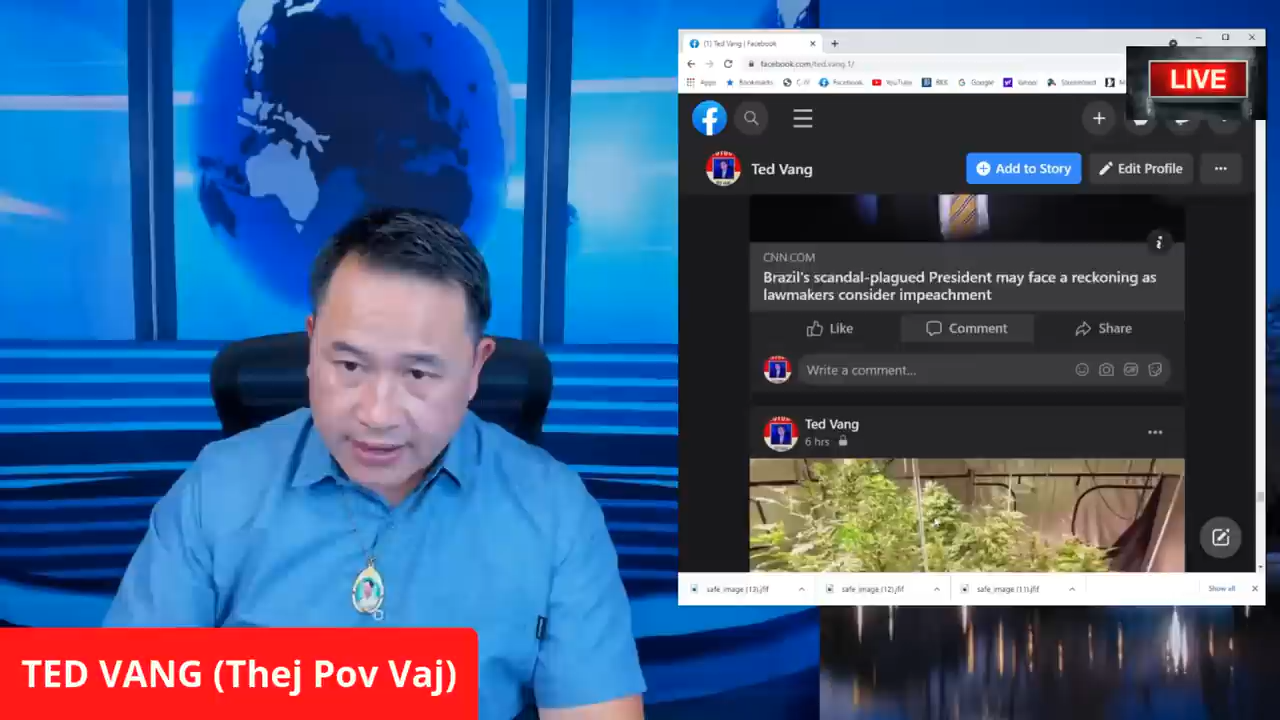 (1) Ted Vang | Facebook
facebook.com/ted.vang.1/
Apps
Bookmarks
Facebook
YouTube
Google
Yahoo
LIVE
Ted Vang
Add to Story
Edit Profile
CNN.COM
Brazil's scandal-plagued President may face a reckoning as
lawmakers consider impeachment
Like
Comment
Share
Write a comment...
GIF
Ted Vang
6 hrs
safe_image (13).jfif
safe_image (12).jfif
safe_image (11).jfif
Show all
TED VANG (Thej Pov Vaj)